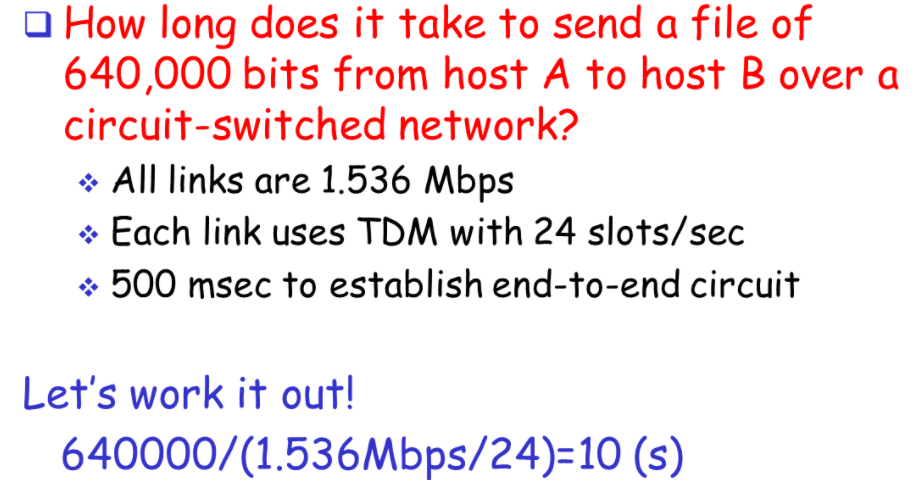 How long does it take to send a file of
640,000 bits from host A to host B over a
circuit-switched network?
All links are 1.536 Mbps
Each link uses TDM with 24 slots/sec
500 msec to establish end-to-end circuit
Let's work it out!
640000/(1.536Mbps/24)=10 (s)